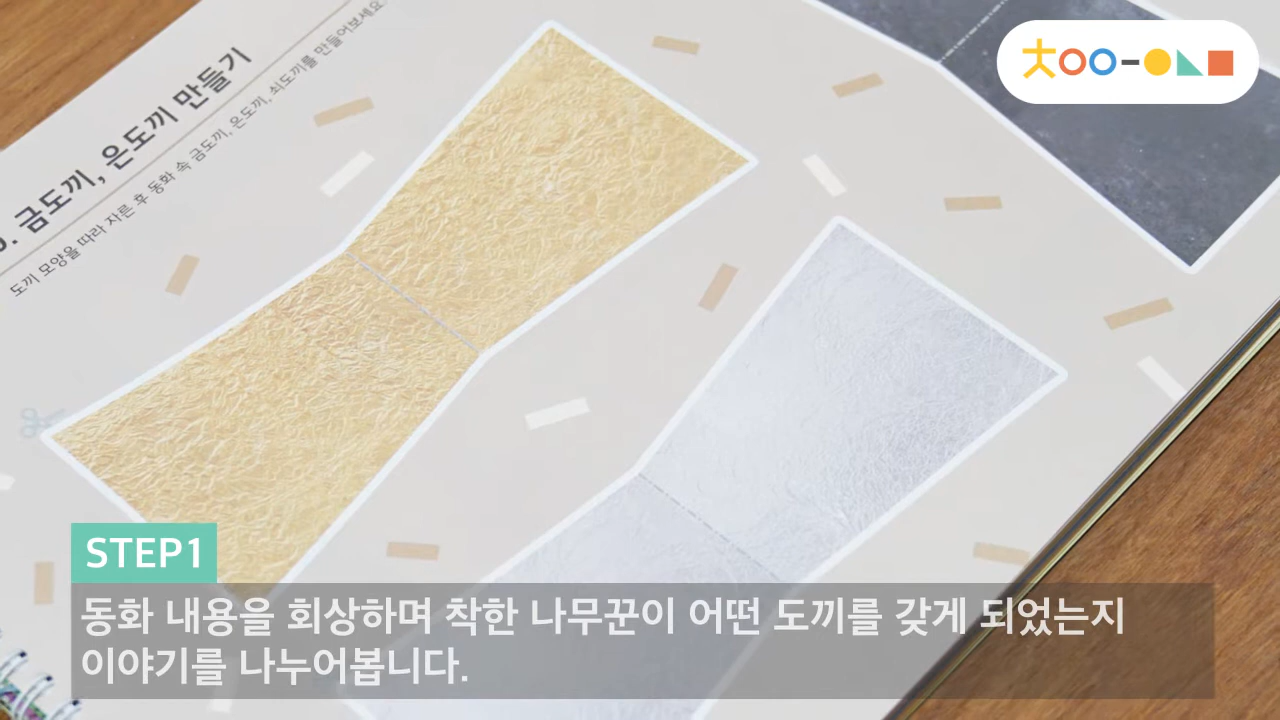 금도끼, 은도끼 만들기
도끼 모양을 따라 자른 후 동화 속 금도끼, 은도끼, 쇠도끼를 만들어보세요
STEP1
동화 내용을 회상하며 착한 나무꾼이 어떤 도끼를 갖게 되었는지
이야기를 나누어봅니다.